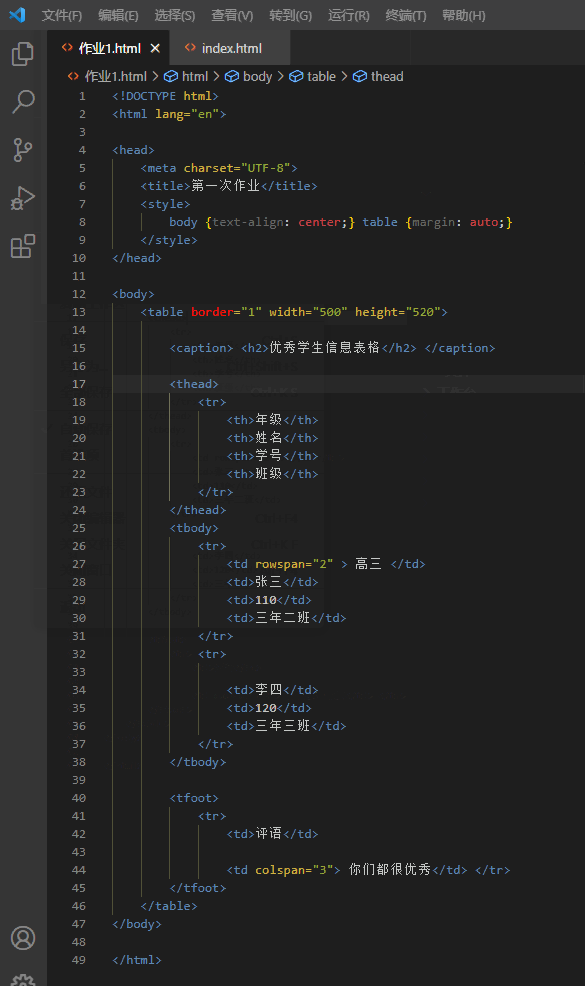 文件(F) 编辑(E) 选择(S) 查看(V) 转到(G) 运行(R) 终端(T) 帮助(H)
<> 作业1.html × <> index.html
<> 作业1.html > html > body > table > thead
1 <!DOCTYPE html>
2 <html lang="en">
3
4 <head>
5 <meta charset="UTF-8">
6 <title>第一次作业</title>
7 <style>
8 body {text-align: center;} table {margin: auto;}
9 </style>
10 </head>
11
12 <body>
13 <table border="1" width="500" height="520">
14
15 <caption> <h2>优秀学生信息表格</h2> </caption>
16
17 <thead>
18 <tr>
19 <th>年级</th>
20 <th>姓名</th>
21 <th>学号</th>
22 <th>班级</th>
23 </tr>
24 </thead>
25 <tbody>
26 <tr>
27 <td rowspan="2" > 高三 </td>
28 <td>张三</td>
29 <td>110</td>
30 <td>三年二班</td>
31 </tr>
32 <tr>
33
34 <td>李四</td>
35 <td>120</td>
36 <td>三年三班</td>
37 </tr>
38 </tbody>
39
40 <tfoot>
41 <tr>
42 <td>评语</td>
43
44 <td colspan="3"> 你们都很优秀</td> </tr>
45 </tfoot>
46 </table>
47 </body>
48
49 </html>